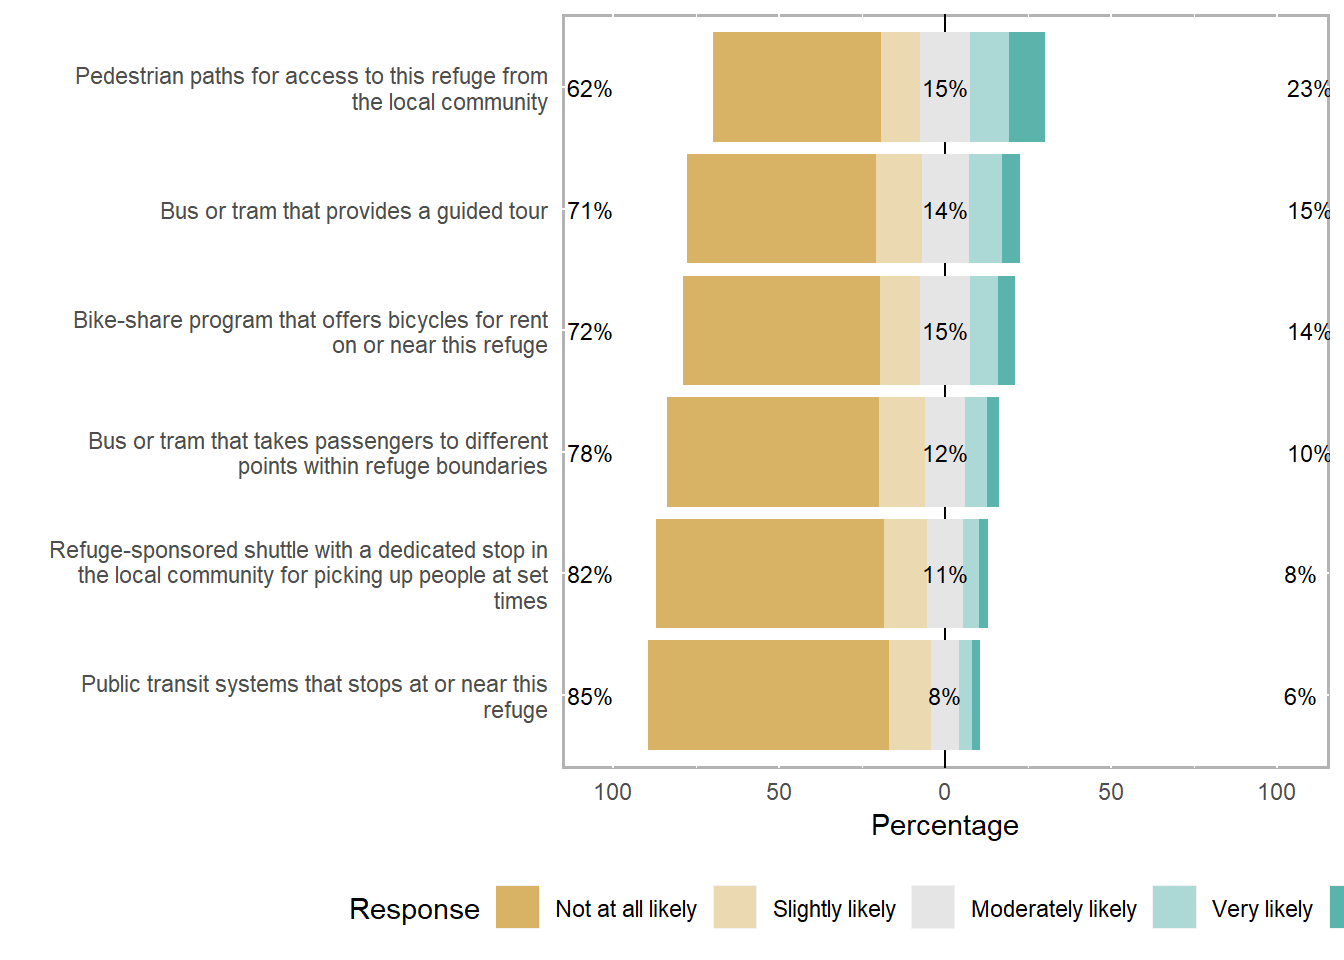 Pedestrian paths for access to this refuge from
the local community
62%
15%
23%
Bus or tram that provides a guided tour
71%
14%
15%
Bike-share program that offers bicycles for rent
on or near this refuge
72%
15%
14%
Bus or tram that takes passengers to different
points within refuge boundaries
78%
12%
10%
Refuge-sponsored shuttle with a dedicated stop in
the local community for picking up people at set
times
82%
11%
8%
Public transit systems that stops at or near this
refuge
85%
8%
6%
100 50 0 50 100
Percentage
Response Not at all likely Slightly likely Moderately likely Very likely